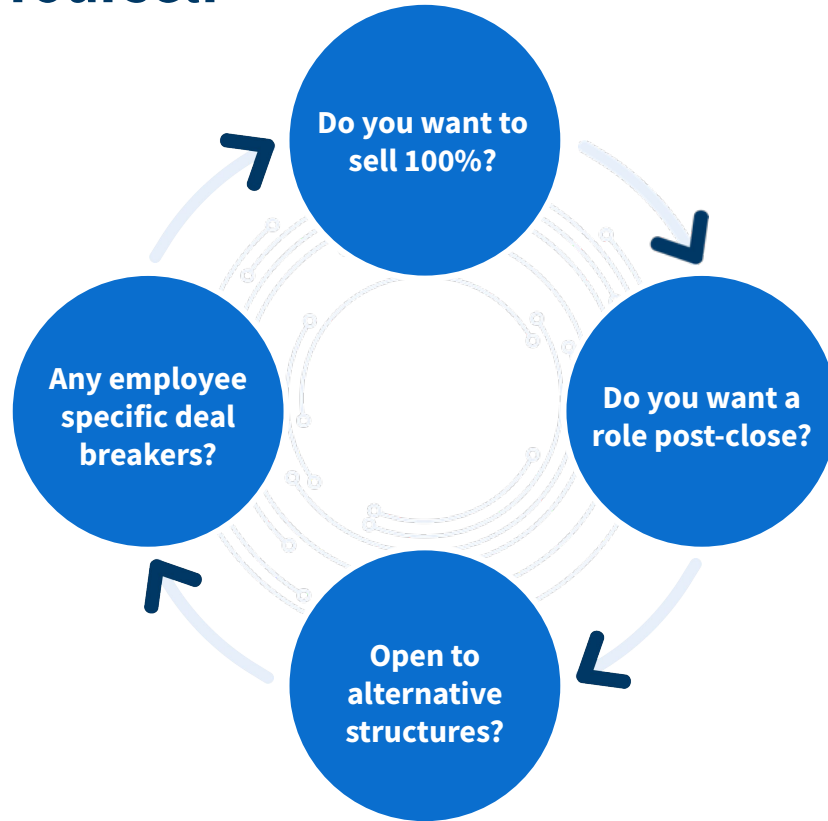 Do you want to
sell 100%?
Do you want a
role post-close?
Open to
alternative
structures?
Any employee
specific deal
breakers?